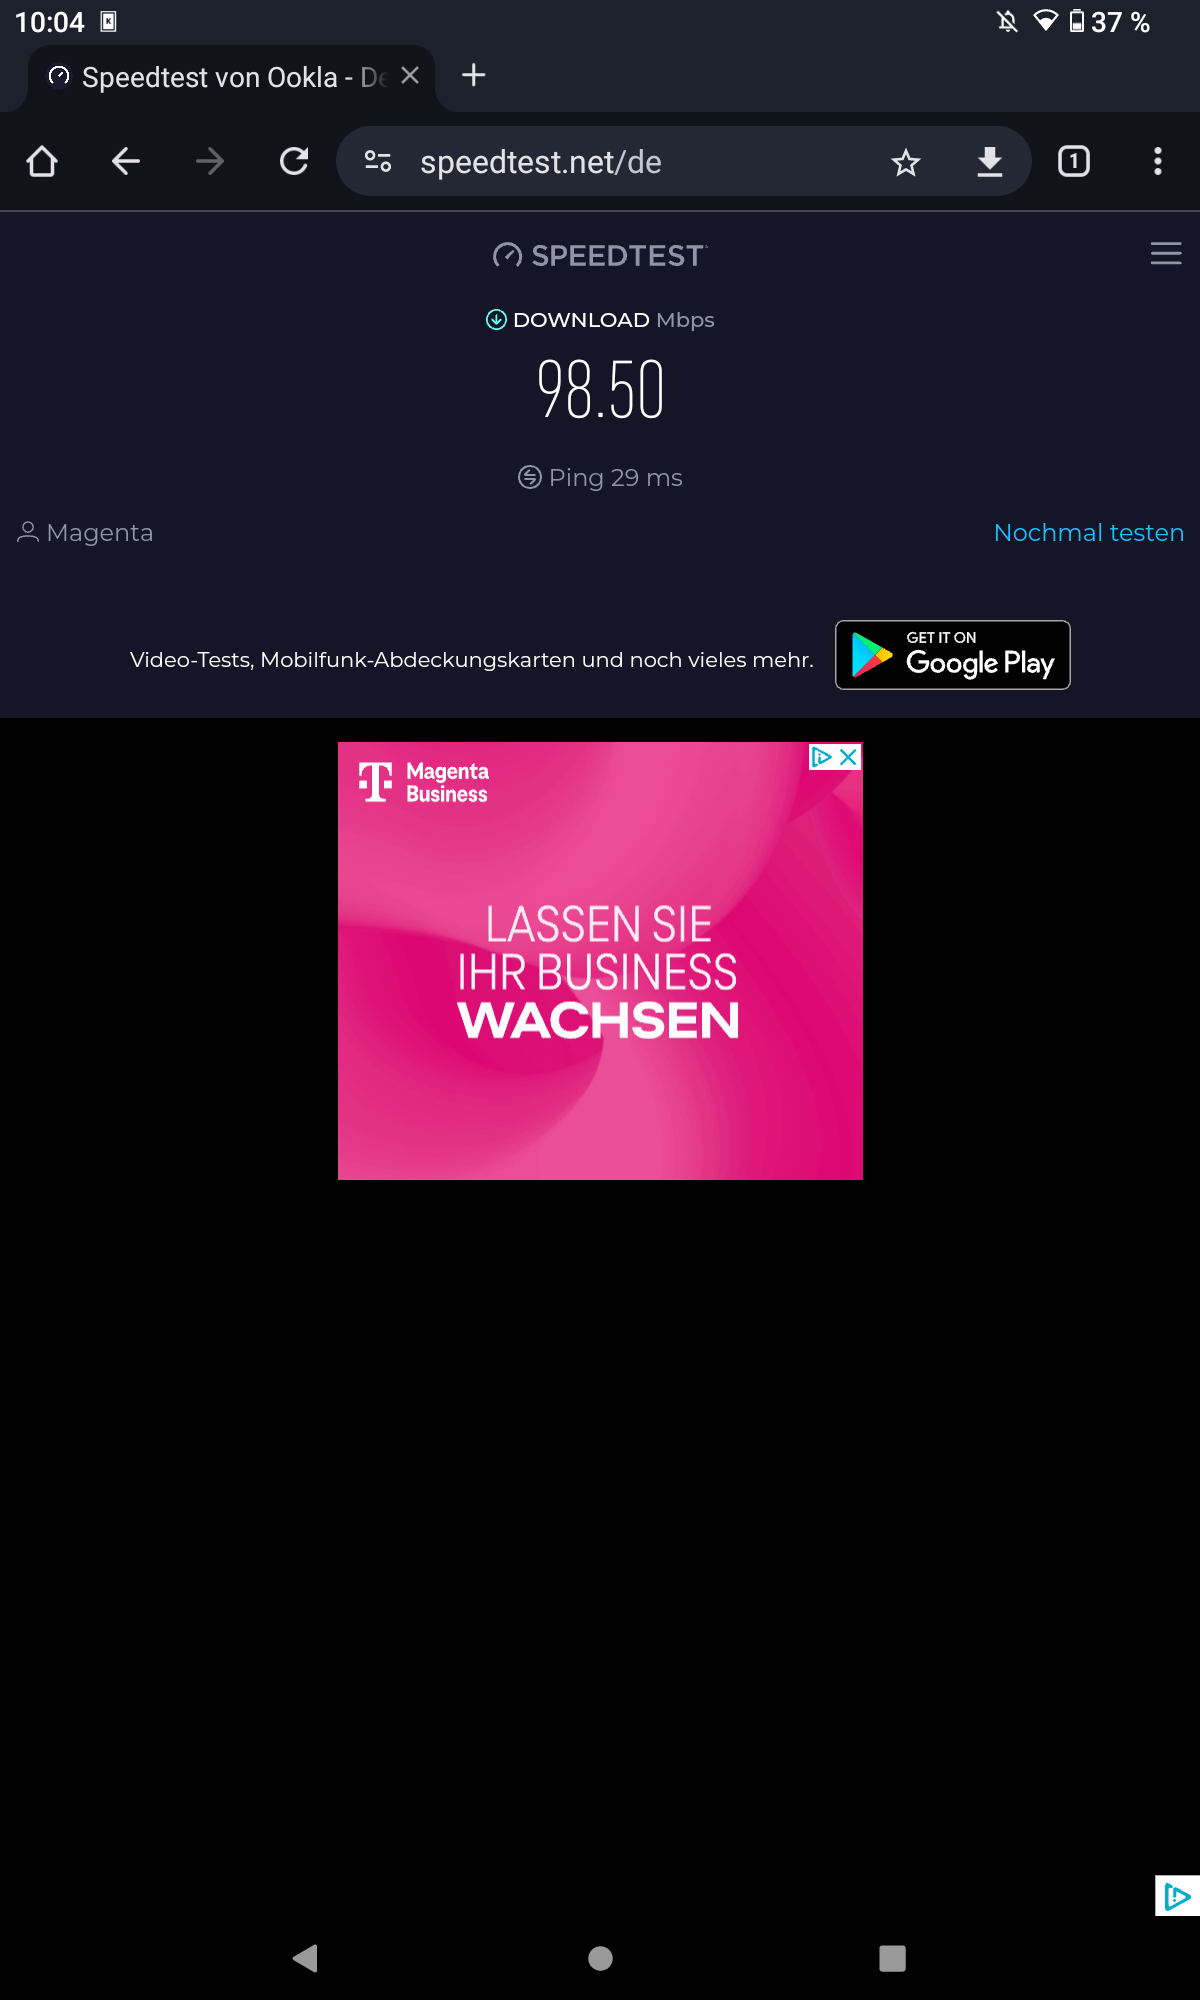 10:04
37 %
Speedtest von Ookla - De
speedtest.net/de
1
SPEEDTEST
DOWNLOAD Mbps
98.50
Ping 29 ms
Magenta
Nochmal testen
Video-Tests, Mobilfunk-Abdeckungskarten und noch vieles mehr.
GET IT ON
Google Play
T Magenta
Business
LASSEN SIE
IHR BUSINESS
WACHSEN